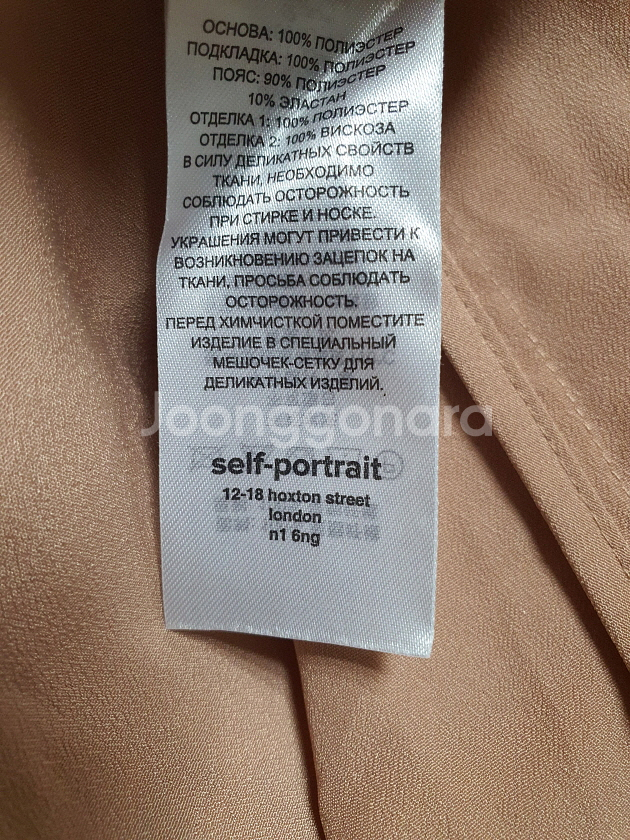 ОСНОВА: 100% ПОЛИЭСТЕР
ПОДКЛАДКА: 100% ПОЛИЭСТЕР
ПОЯС: 90% ПОЛИЭСТЕР
10% ЭЛАСТАН
ОТДЕЛКА 1: 100% ПОЛИЭСТЕР
ОТДЕЛКА 2: 100% ВИСКОЗА
В СИЛУ ДЕЛИКАТНЫХ СВОЙСТВ
ТКАНИ, НЕОБХОДИМО
СОБЛЮДАТЬ ОСТОРОЖНОСТЬ
ПРИ СТИРКЕ И НОСКЕ.
УКРАШЕНИЯ МОГУТ ПРИВЕСТИ К
ВОЗНИКНОВЕНИЮ ЗАЦЕПОК НА
ТКАНИ, ПРОСЬБА СОБЛЮДАТЬ
ОСТОРОЖНОСТЬ.
ПЕРЕД ХИМЧИСТКОЙ ПОМЕСТИТЕ
ИЗДЕЛИЕ В СПЕЦИАЛЬНЫЙ
МЕШОЧЕК-СЕТКУ ДЛЯ
ДЕЛИКАТНЫХ ИЗДЕЛИЙ.
Joonggonara
self-portrait
12-18 hoxton street
london
n1 6ng